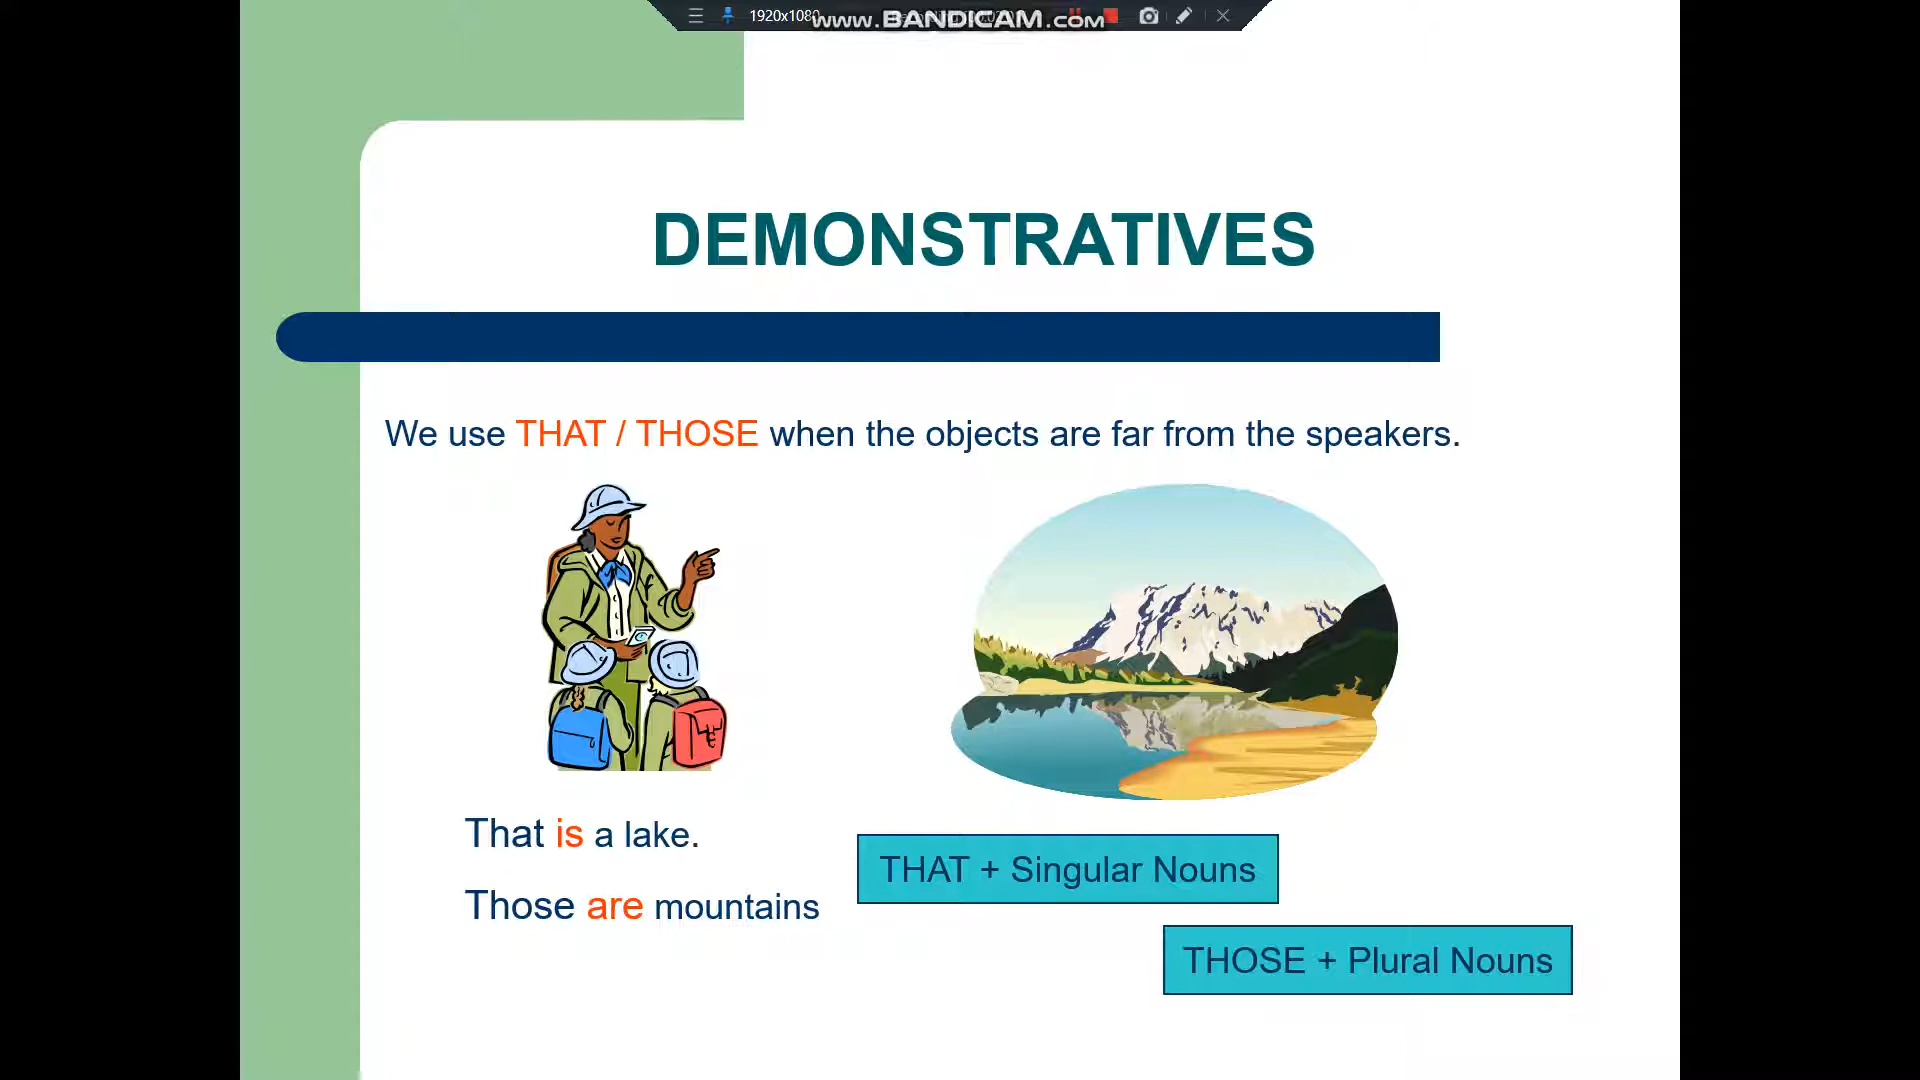 1920x1080
www.BANDICAM.com
DEMONSTRATIVES
We use THAT / THOSE when the objects are far from the speakers.
That is a lake.
THAT + Singular Nouns
Those are mountains
THOSE + Plural Nouns